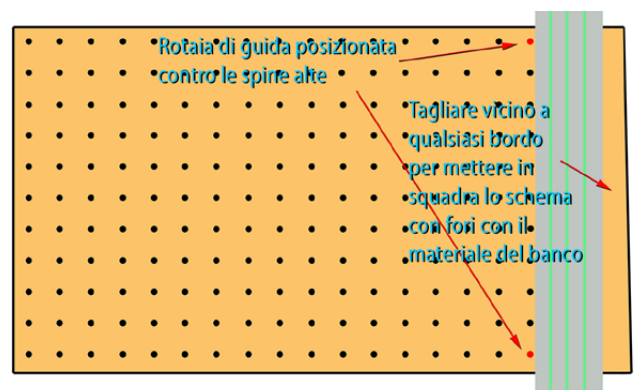 Rotaia di guida posizionata
contro le spine alte
Tagliare vicino a
qualsiasi bordo
per mettere in
squadra lo schema
con fori con il
materiale del banco